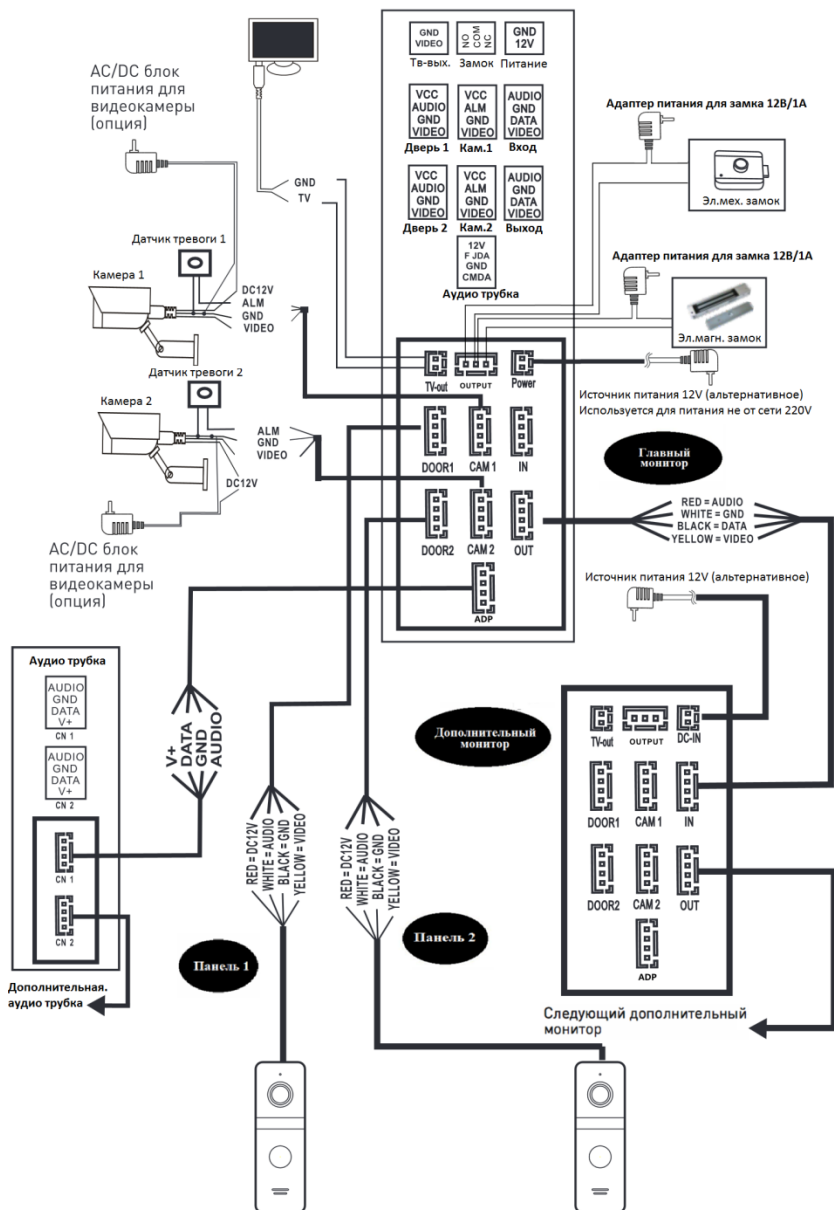 GND
VIDEO
Тв-вых.
NO
COM
NC
Замок
GND
12V
Питание
VCC
AUDIO
GND
VIDEO
Дверь 1
VCC
ALM
GND
VIDEO
Кам.1
AUDIO
GND
DATA
VIDEO
Вход
VCC
AUDIO
GND
VIDEO
Дверь 2
VCC
ALM
GND
VIDEO
Кам.2
AUDIO
GND
DATA
VIDEO
Выход
12V
F JDA
GND
CMDA
Аудио трубка
AC/DC блок
питания для
видеокамеры
(опция)
GND
TV
Датчик тревоги 1
Камера 1
DC12V
ALM
GND
VIDEO
Датчик тревоги 2
Камера 2
ALM
GND
VIDEO
DC12V
AC/DC блок
питания для
видеокамеры
(опция)
Адаптер питания для замка 12В/1А
Эл.мех. замок
Адаптер питания для замка 12В/1А
Эл.магн. замок
Источник питания 12V (альтернативное)
Используется для питания не от сети 220V
TV-out
OUTPUT
Power
DOOR1
CAM 1
IN
DOOR2
CAM 2
OUT
ADP
Главный
монитор
RED = AUDIO
WHITE = GND
BLACK = DATA
YELLOW = VIDEO
Источник питания 12V (альтернативное)
Аудио трубка
AUDIO
GND
DATA
V+
CN 1
AUDIO
GND
DATA
V+
CN 2
CN 1
CN 2
Дополнительная.
аудио трубка
V+
DATA
GND
AUDIO
RED = DC12V
WHITE = AUDIO
BLACK = GND
YELLOW = VIDEO
RED = DC12V
WHITE = AUDIO
BLACK = GND
YELLOW = VIDEO
Панель 1
Панель 2
Дополнительный
монитор
TV-out
OUTPUT
DC-IN
DOOR1
CAM 1
IN
DOOR2
CAM 2
OUT
ADP
Следующий дополнительный
монитор